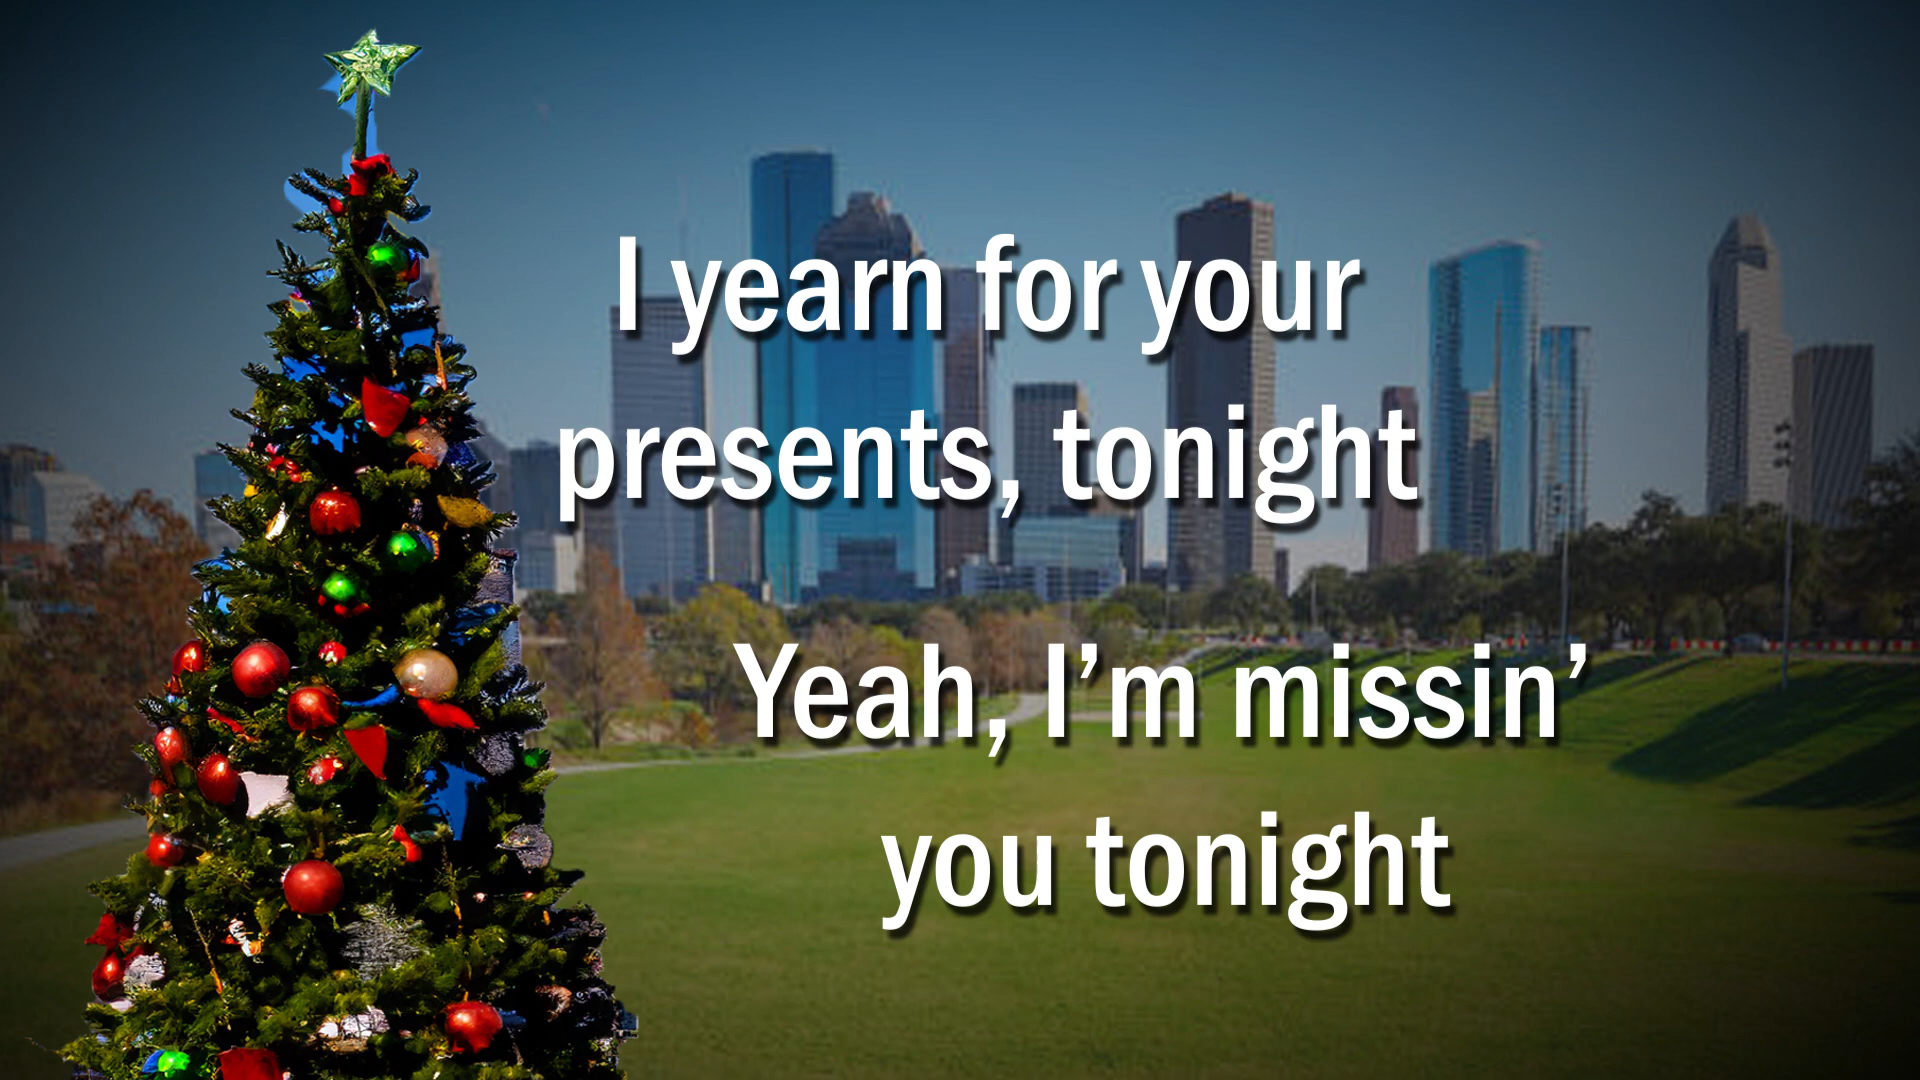 I yearn for your
presents, tonight
Yeah, I’m missin’
you tonight